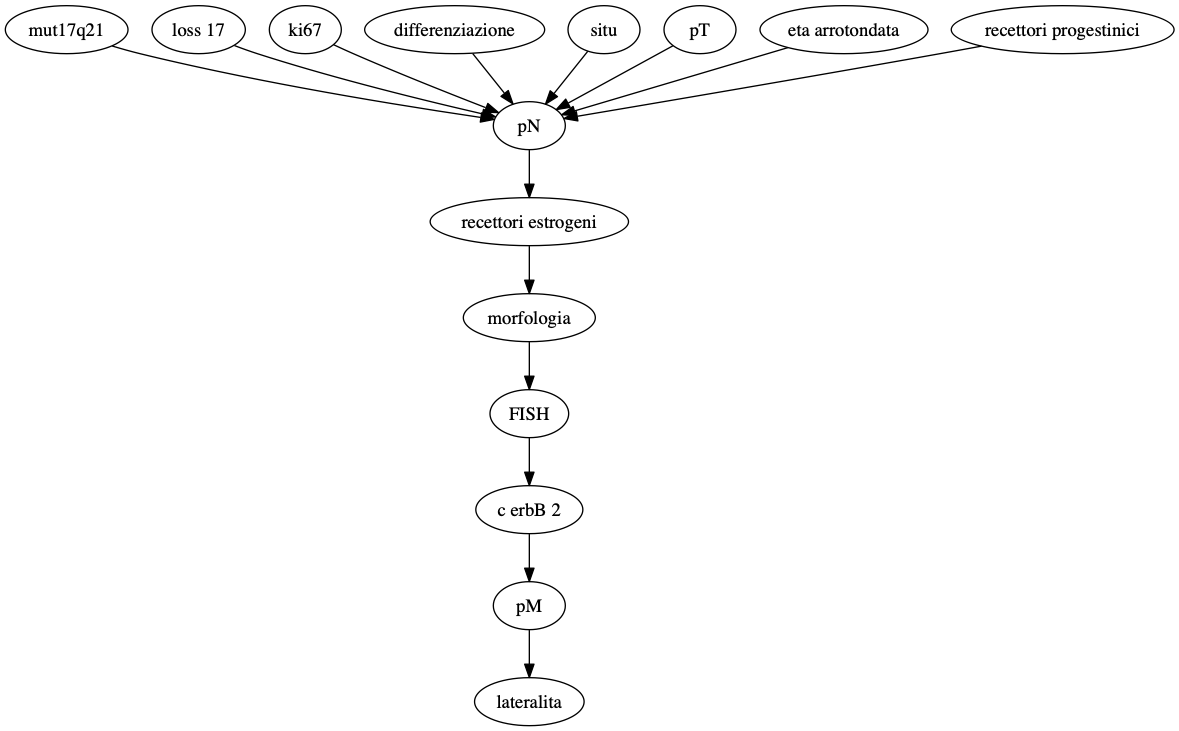 mut17q21
loss 17
ki67
differenziazione
situ
pT
eta arrotondata
recettori progestinici
pN
recettori estrogeni
morfologia
FISH
c erbB 2
pM
lateralita